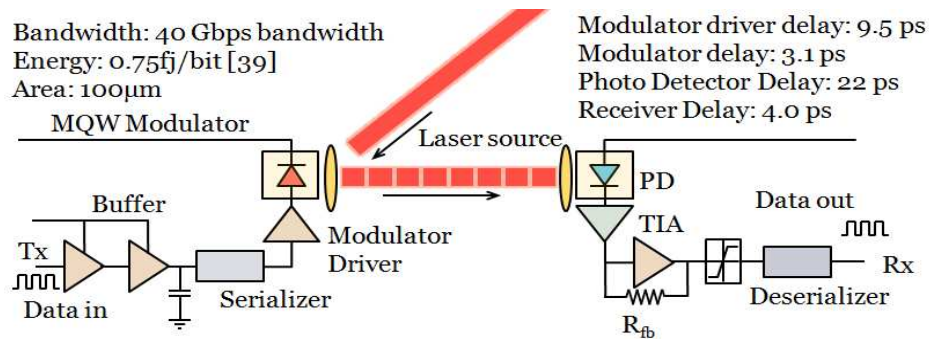 Bandwidth: 40 Gbps bandwidth
Energy: 0.75fj/bit [39]
Area: 100µm
Modulator driver delay: 9.5 ps
Modulator delay: 3.1 ps
Photo Detector Delay: 22 ps
Receiver Delay: 4.0 ps
MQW Modulator
Laser source
PD
Buffer
TIA
Data out
Tx
Modulator
Driver
Rx
Data in
Serializer
Deserializer
Rfb